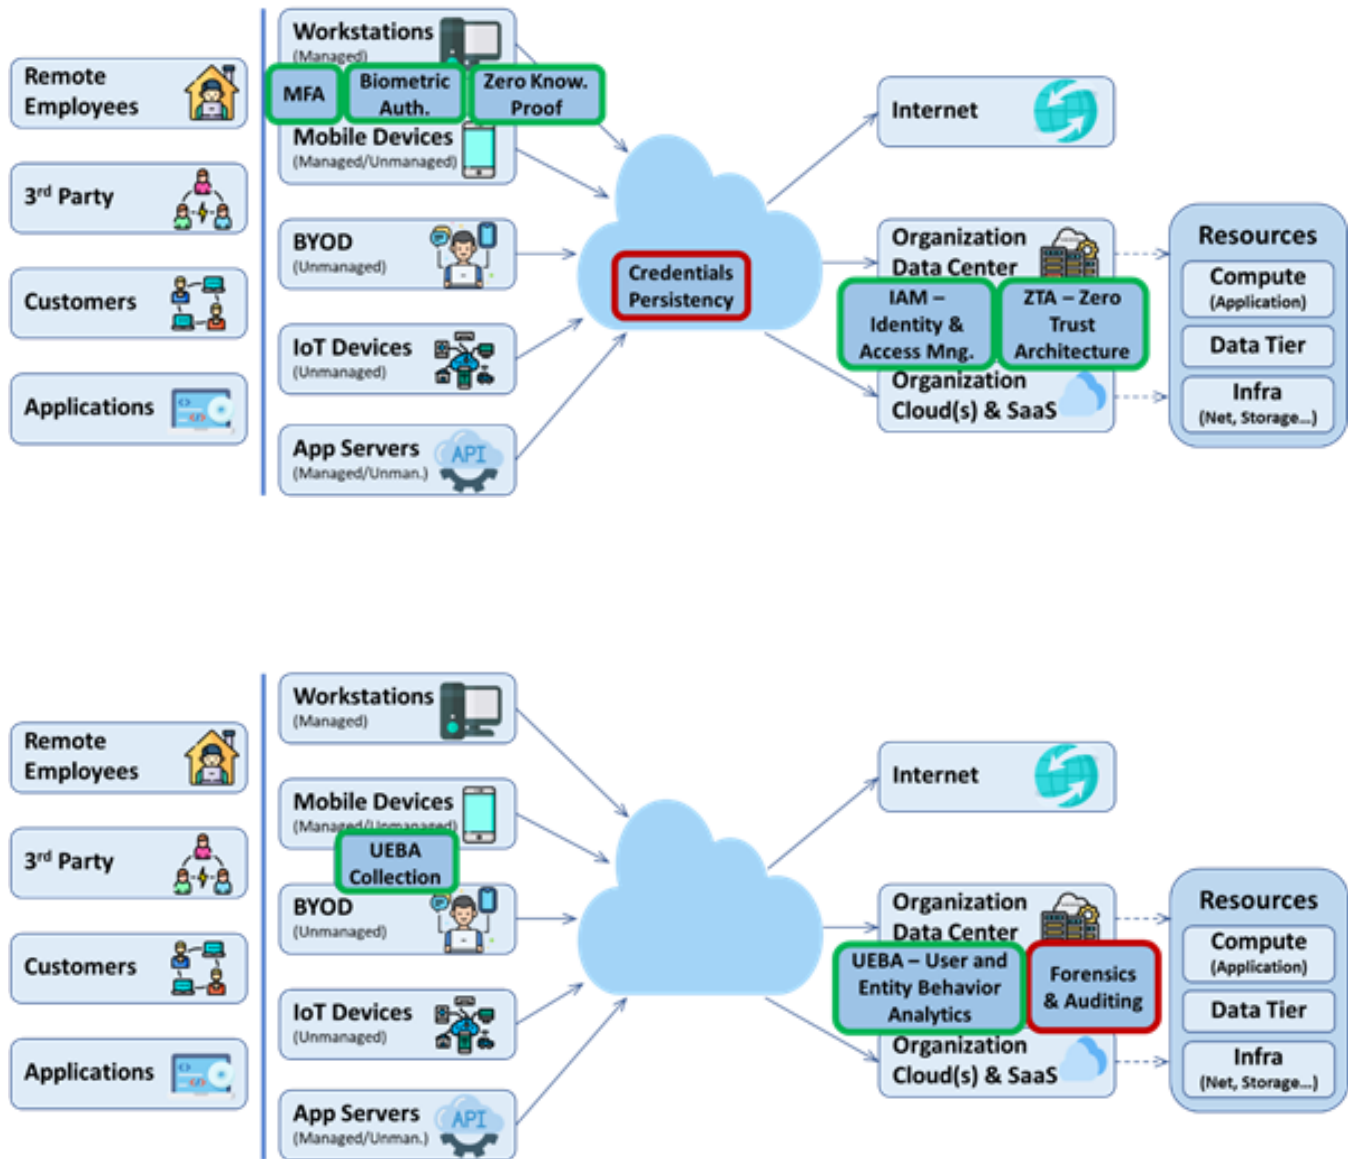 Remote
Employees
3rd Party
Customers
Applications
Workstations
(Managed)
MFA
Biometric
Auth.
Zero Know.
Proof
Mobile Devices
(Managed/Unmanaged)
BYOD
(Unmanaged)
IoT Devices
(Unmanaged)
App Servers
(Managed/Unman.)
API
Credentials
Persistency
Internet
Organization
Data Center
IAM –
Identity &
Access Mng.
ZTA – Zero
Trust
Architecture
Organization
Cloud(s) & SaaS
Resources
Compute
(Application)
Data Tier
Infra
(Net, Storage...)
Remote
Employees
3rd Party
Customers
Applications
Workstations
(Managed)
Mobile Devices
(Managed/Unmanaged)
UEBA
Collection
BYOD
(Unmanaged)
IoT Devices
(Unmanaged)
App Servers
(Managed/Unman.)
API
Internet
Organization
Data Center
UEBA – User and
Entity Behavior
Analytics
Forensics
& Auditing
Organization
Cloud(s) & SaaS
Resources
Compute
(Application)
Data Tier
Infra
(Net, Storage...)